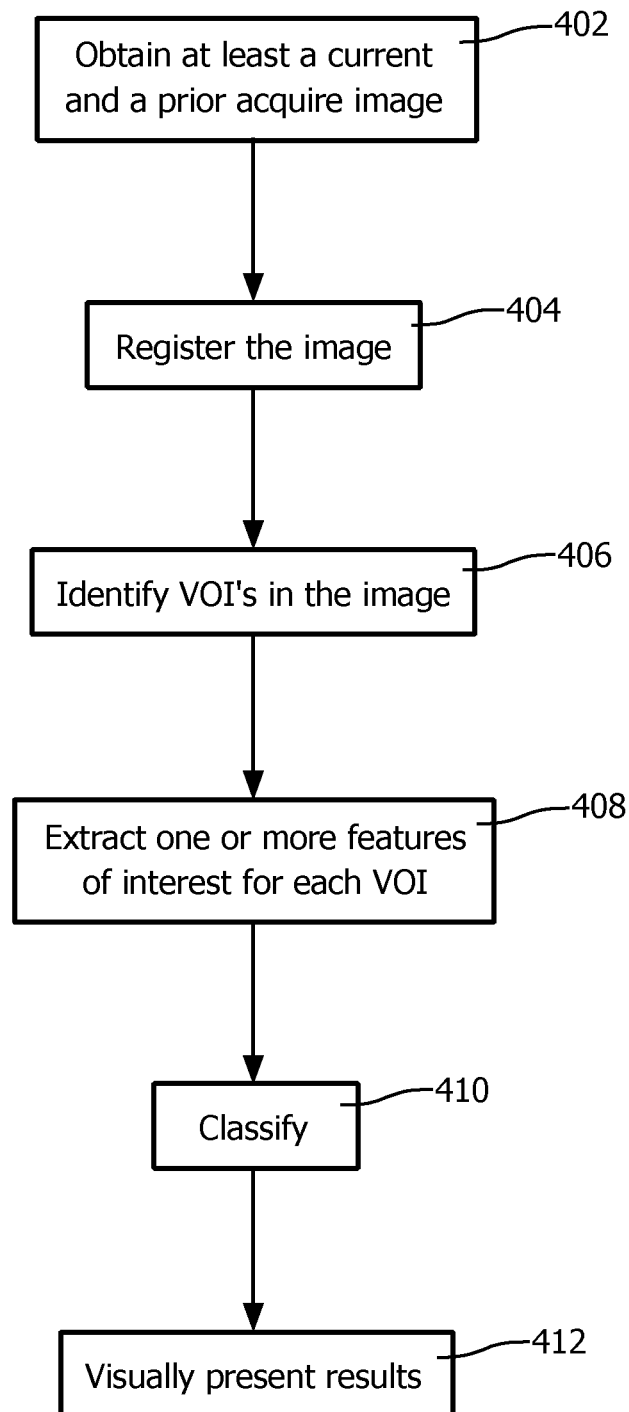 402
Obtain at least a current
and a prior acquire image
404
Register the image
406
Identify VOI's in the image
408
Extract one or more features
of interest for each VOI
410
Classify
412
Visually present results